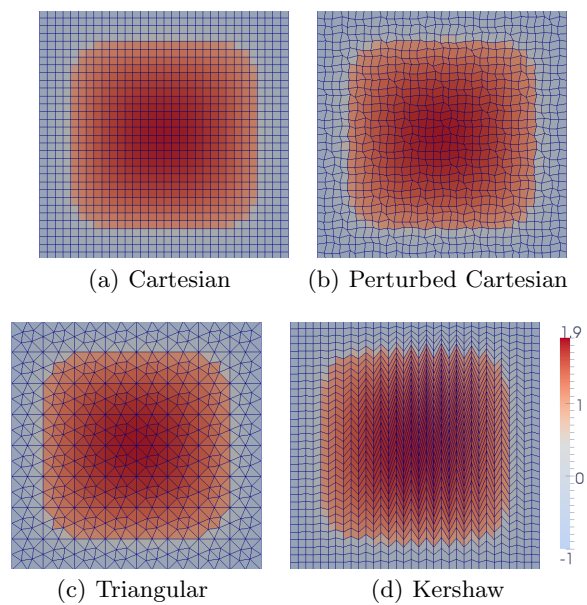 (a) Cartesian
(b) Perturbed Cartesian
1.9
1
0
-1
(c) Triangular
(d) Kershaw